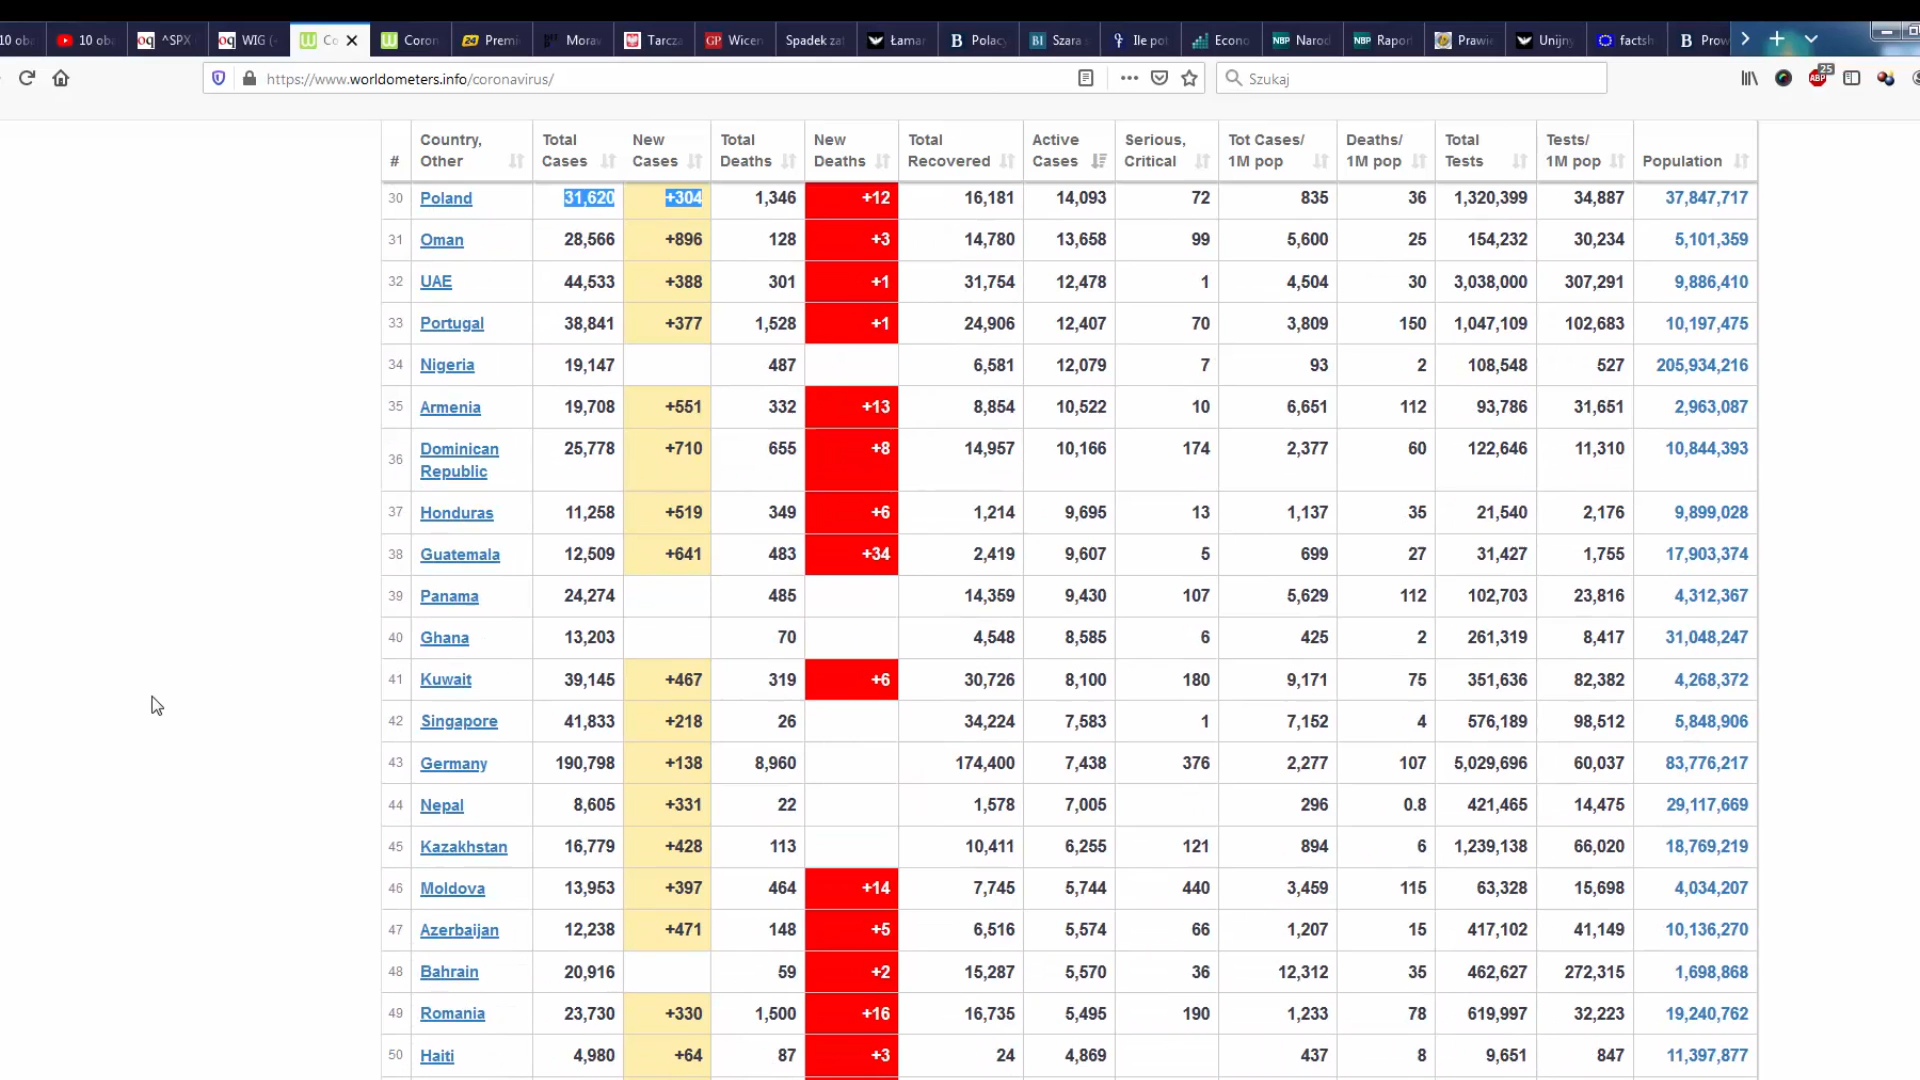 10 oba 10 oba ^SPX WIG (- Co Coron Premi Mora Tarcza Wicen Spadek zat Łamar Polacy Szara Ile pot Econo Narod Rapor Prawie Unijny factsh Prow
https://www.worldometers.info/coronavirus/ Szukaj ABP 25
# Country, Other Total Cases New Cases Total Deaths New Deaths Total Recovered Active Cases Serious, Critical Tot Cases/ 1M pop Deaths/ 1M pop Total Tests Tests/ 1M pop Population
30 Poland 31,620 +304 1,346 +12 16,181 14,093 72 835 36 1,320,399 34,887 37,847,717
31 Oman 28,566 +896 128 +3 14,780 13,658 99 5,600 25 154,232 30,234 5,101,359
32 UAE 44,533 +388 301 +1 31,754 12,478 1 4,504 30 3,038,000 307,291 9,886,410
33 Portugal 38,841 +377 1,528 +1 24,906 12,407 70 3,809 150 1,047,109 102,683 10,197,475
34 Nigeria 19,147 487 6,581 12,079 7 93 2 108,548 527 205,934,216
35 Armenia 19,708 +551 332 +13 8,854 10,522 10 6,651 112 93,786 31,651 2,963,087
36 Dominican Republic 25,778 +710 655 +8 14,957 10,166 174 2,377 60 122,646 11,310 10,844,393
37 Honduras 11,258 +519 349 +6 1,214 9,695 13 1,137 35 21,540 2,176 9,899,028
38 Guatemala 12,509 +641 483 +34 2,419 9,607 5 699 27 31,427 1,755 17,903,374
39 Panama 24,274 485 14,359 9,430 107 5,629 112 102,703 23,816 4,312,367
40 Ghana 13,203 70 4,548 8,585 6 425 2 261,319 8,417 31,048,247
41 Kuwait 39,145 +467 319 +6 30,726 8,100 180 9,171 75 351,636 82,382 4,268,372
42 Singapore 41,833 +218 26 34,224 7,583 1 7,152 4 576,189 98,512 5,848,906
43 Germany 190,798 +138 8,960 174,400 7,438 376 2,277 107 5,029,696 60,037 83,776,217
44 Nepal 8,605 +331 22 1,578 7,005 296 0.8 421,465 14,475 29,117,669
45 Kazakhstan 16,779 +428 113 10,411 6,255 121 894 6 1,239,138 66,020 18,769,219
46 Moldova 13,953 +397 464 +14 7,745 5,744 440 3,459 115 63,328 15,698 4,034,207
47 Azerbaijan 12,238 +471 148 +5 6,516 5,574 66 1,207 15 417,102 41,149 10,136,270
48 Bahrain 20,916 59 +2 15,287 5,570 36 12,312 35 462,627 272,315 1,698,868
49 Romania 23,730 +330 1,500 +16 16,735 5,495 190 1,233 78 619,997 32,223 19,240,762
50 Haiti 4,980 +64 87 +3 24 4,869 437 8 9,651 847 11,397,877